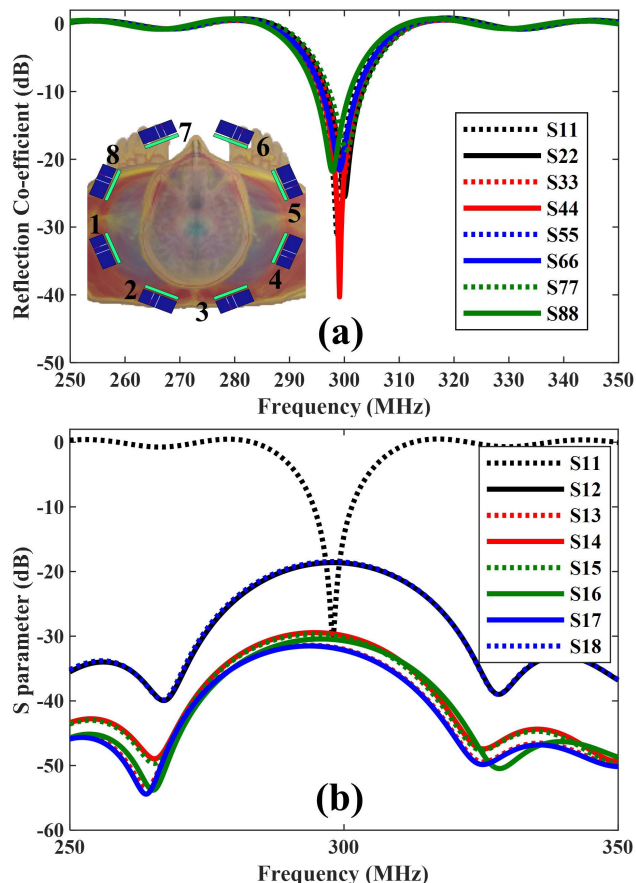 0
-10
-20
-30
-40
-50
Reflection Co-efficient (dB)
7
6
8
5
1
4
2
3
(a)
S11
S22
S33
S44
S55
S66
S77
S88
250 260 270 280 290 300 310 320 330 340 350
Frequency (MHz)
0
-10
-20
-30
-40
-50
-60
S parameter (dB)
S11
S12
S13
S14
S15
S16
S17
S18
(b)
250 300 350
Frequency (MHz)